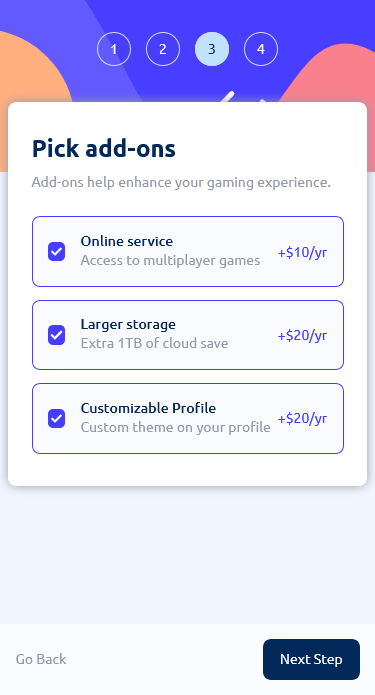 1 2 3 4
Pick add-ons
Add-ons help enhance your gaming experience.
Online service
Access to multiplayer games
+$10/yr
Larger storage
Extra 1TB of cloud save
+$20/yr
Customizable Profile
Custom theme on your profile
+$20/yr
Go Back
Next Step